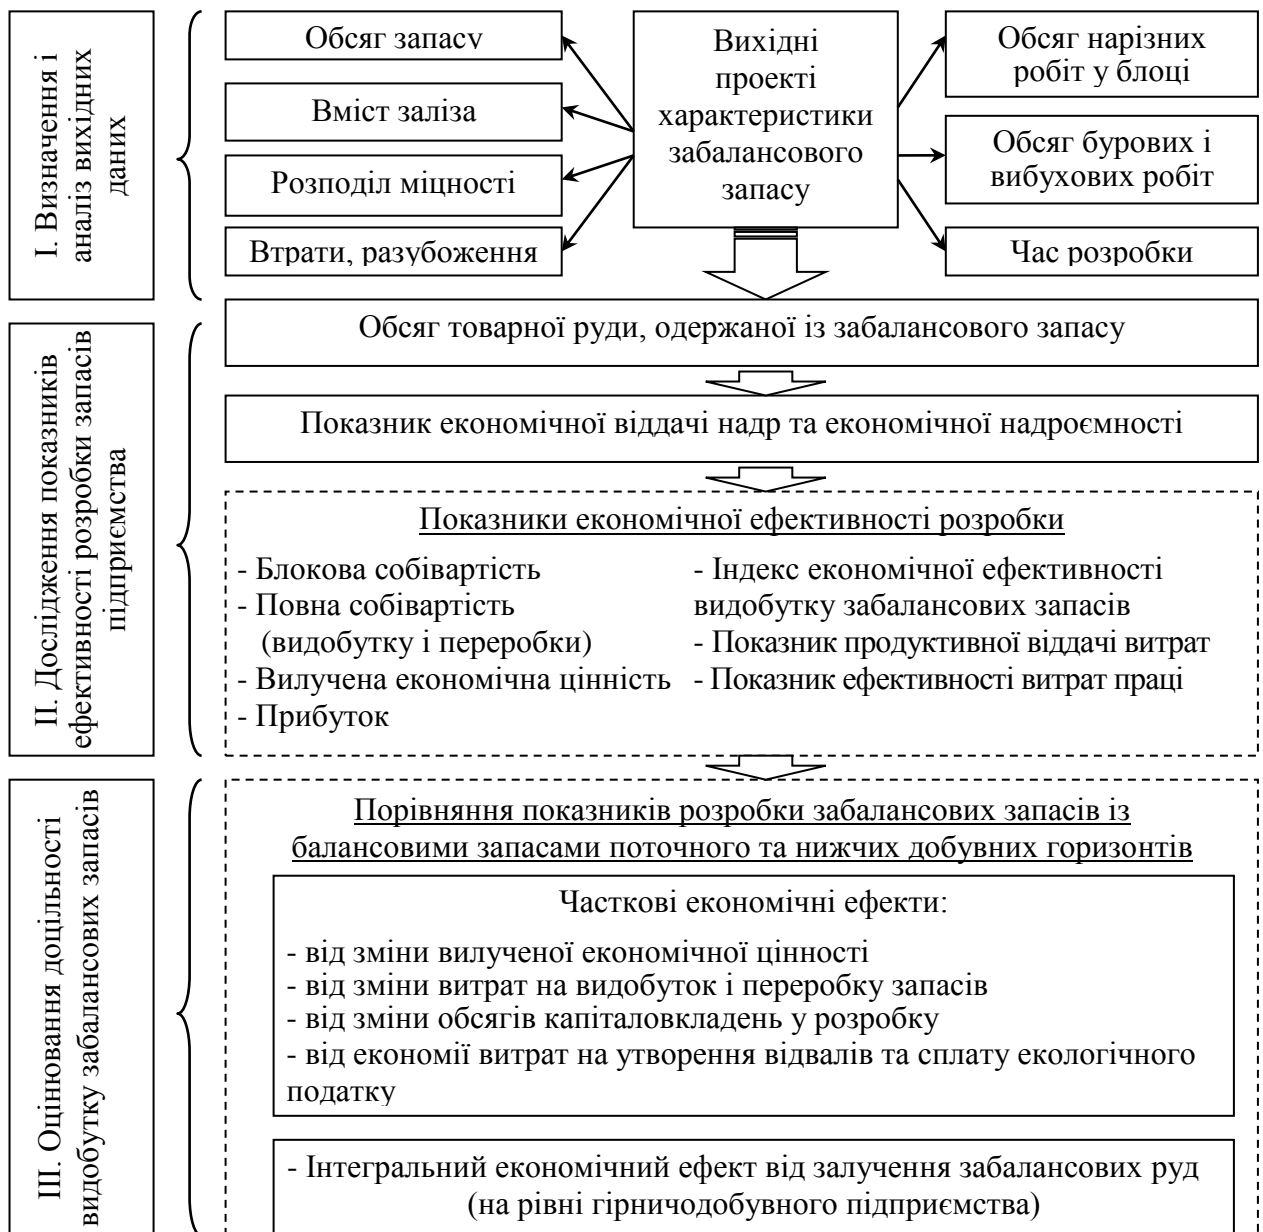 І. Визначення і
аналіз вихідних
даних
Обсяг запасу
Вміст заліза
Розподіл міцності
Втрати, разубоження
Вихідні
проекті
характеристики
забалансового
запасу
Обсяг нарізних
робіт у блоці
Обсяг бурових і
вибухових робіт
Час розробки
ІІ. Дослідження показників
ефективності розробки запасів
підприємства
Обсяг товарної руди, одержаної із забалансового запасу
Показник економічної віддачі надр та економічної надроємності
Показники економічної ефективності розробки
- Блокова собівартість
- Повна собівартість
(видобутку і переробки)
- Вилучена економічна цінність
- Прибуток
- Індекс економічної ефективності
видобутку забалансових запасів
- Показник продуктивної віддачі витрат
- Показник ефективності витрат праці
ІІІ. Оцінювання доцільності
видобутку забалансових запасів
Порівняння показників розробки забалансових запасів із
балансовими запасами поточного та нижчих добувних горизонтів
Часткові економічні ефекти:
- від зміни вилученої економічної цінності
- від зміни витрат на видобуток і переробку запасів
- від зміни обсягів капіталовкладень у розробку
- від економії витрат на утворення відвалів та сплату екологічного
податку
- Інтегральний економічний ефект від залучення забалансових руд
(на рівні гірничодобувного підприємства)